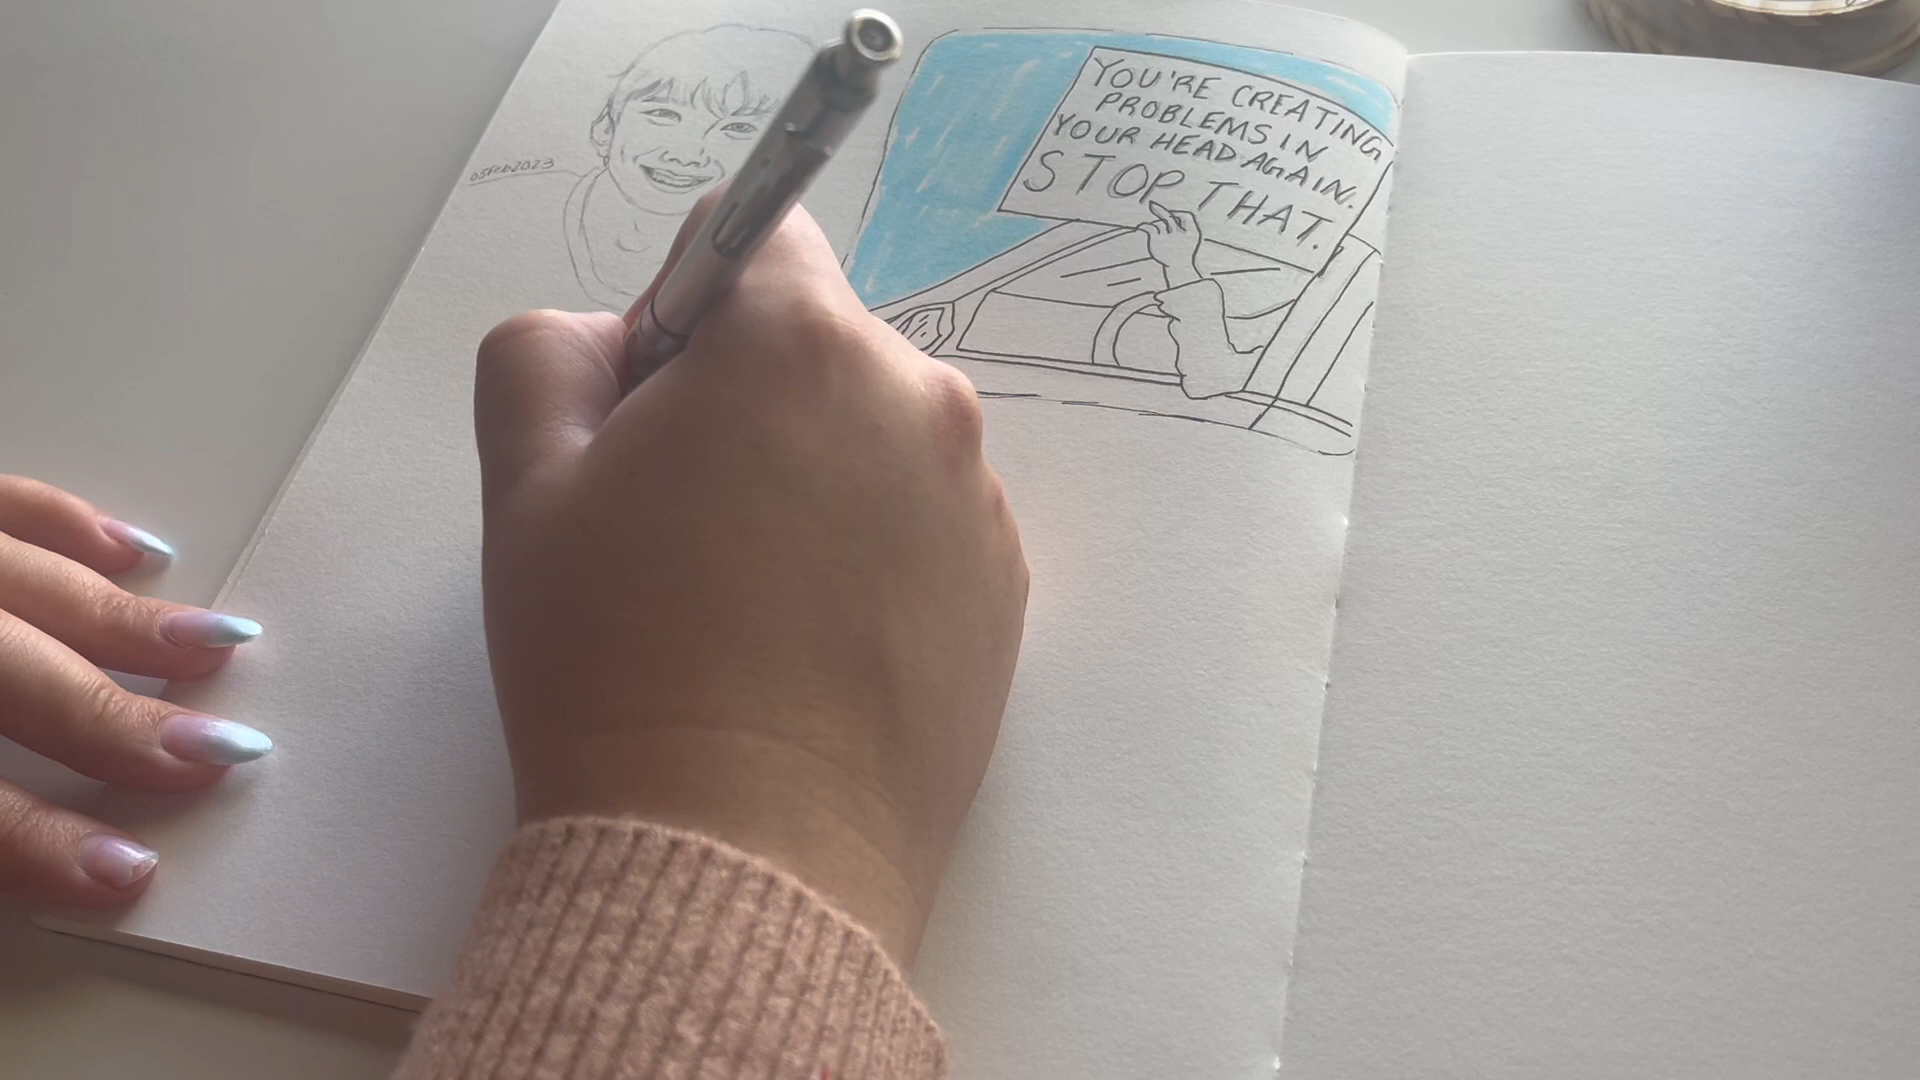 05Feb2023
YOU'RE CREATING
PROBLEMS IN
YOUR HEAD AGAIN.
STOP THAT.